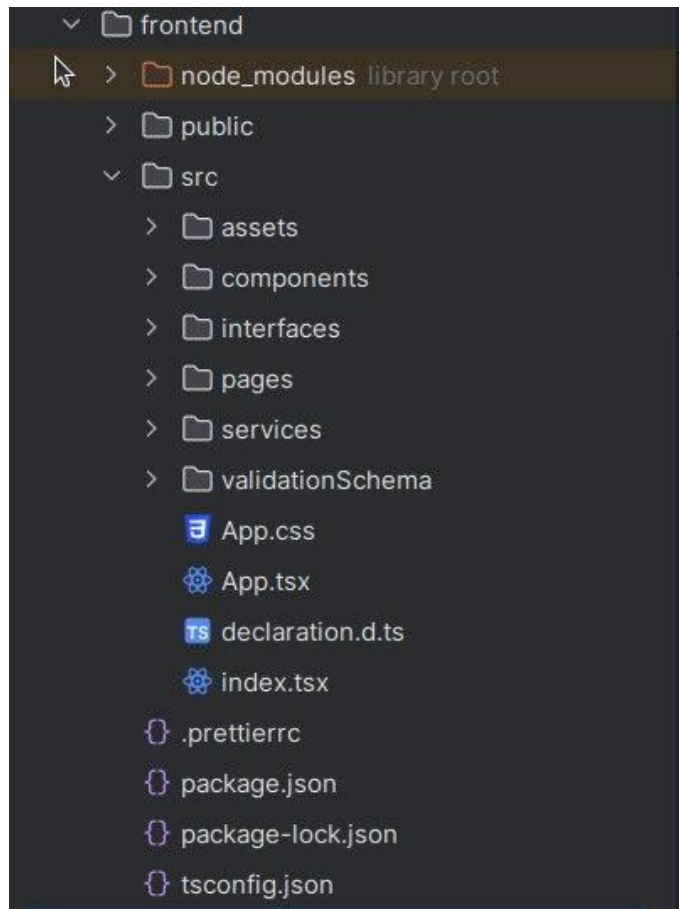 frontend
node_modules library root
public
src
assets
components
interfaces
pages
services
validationSchema
App.css
App.tsx
TS declaration.d.ts
index.tsx
.prettierrc
package.json
package-lock.json
tsconfig.json